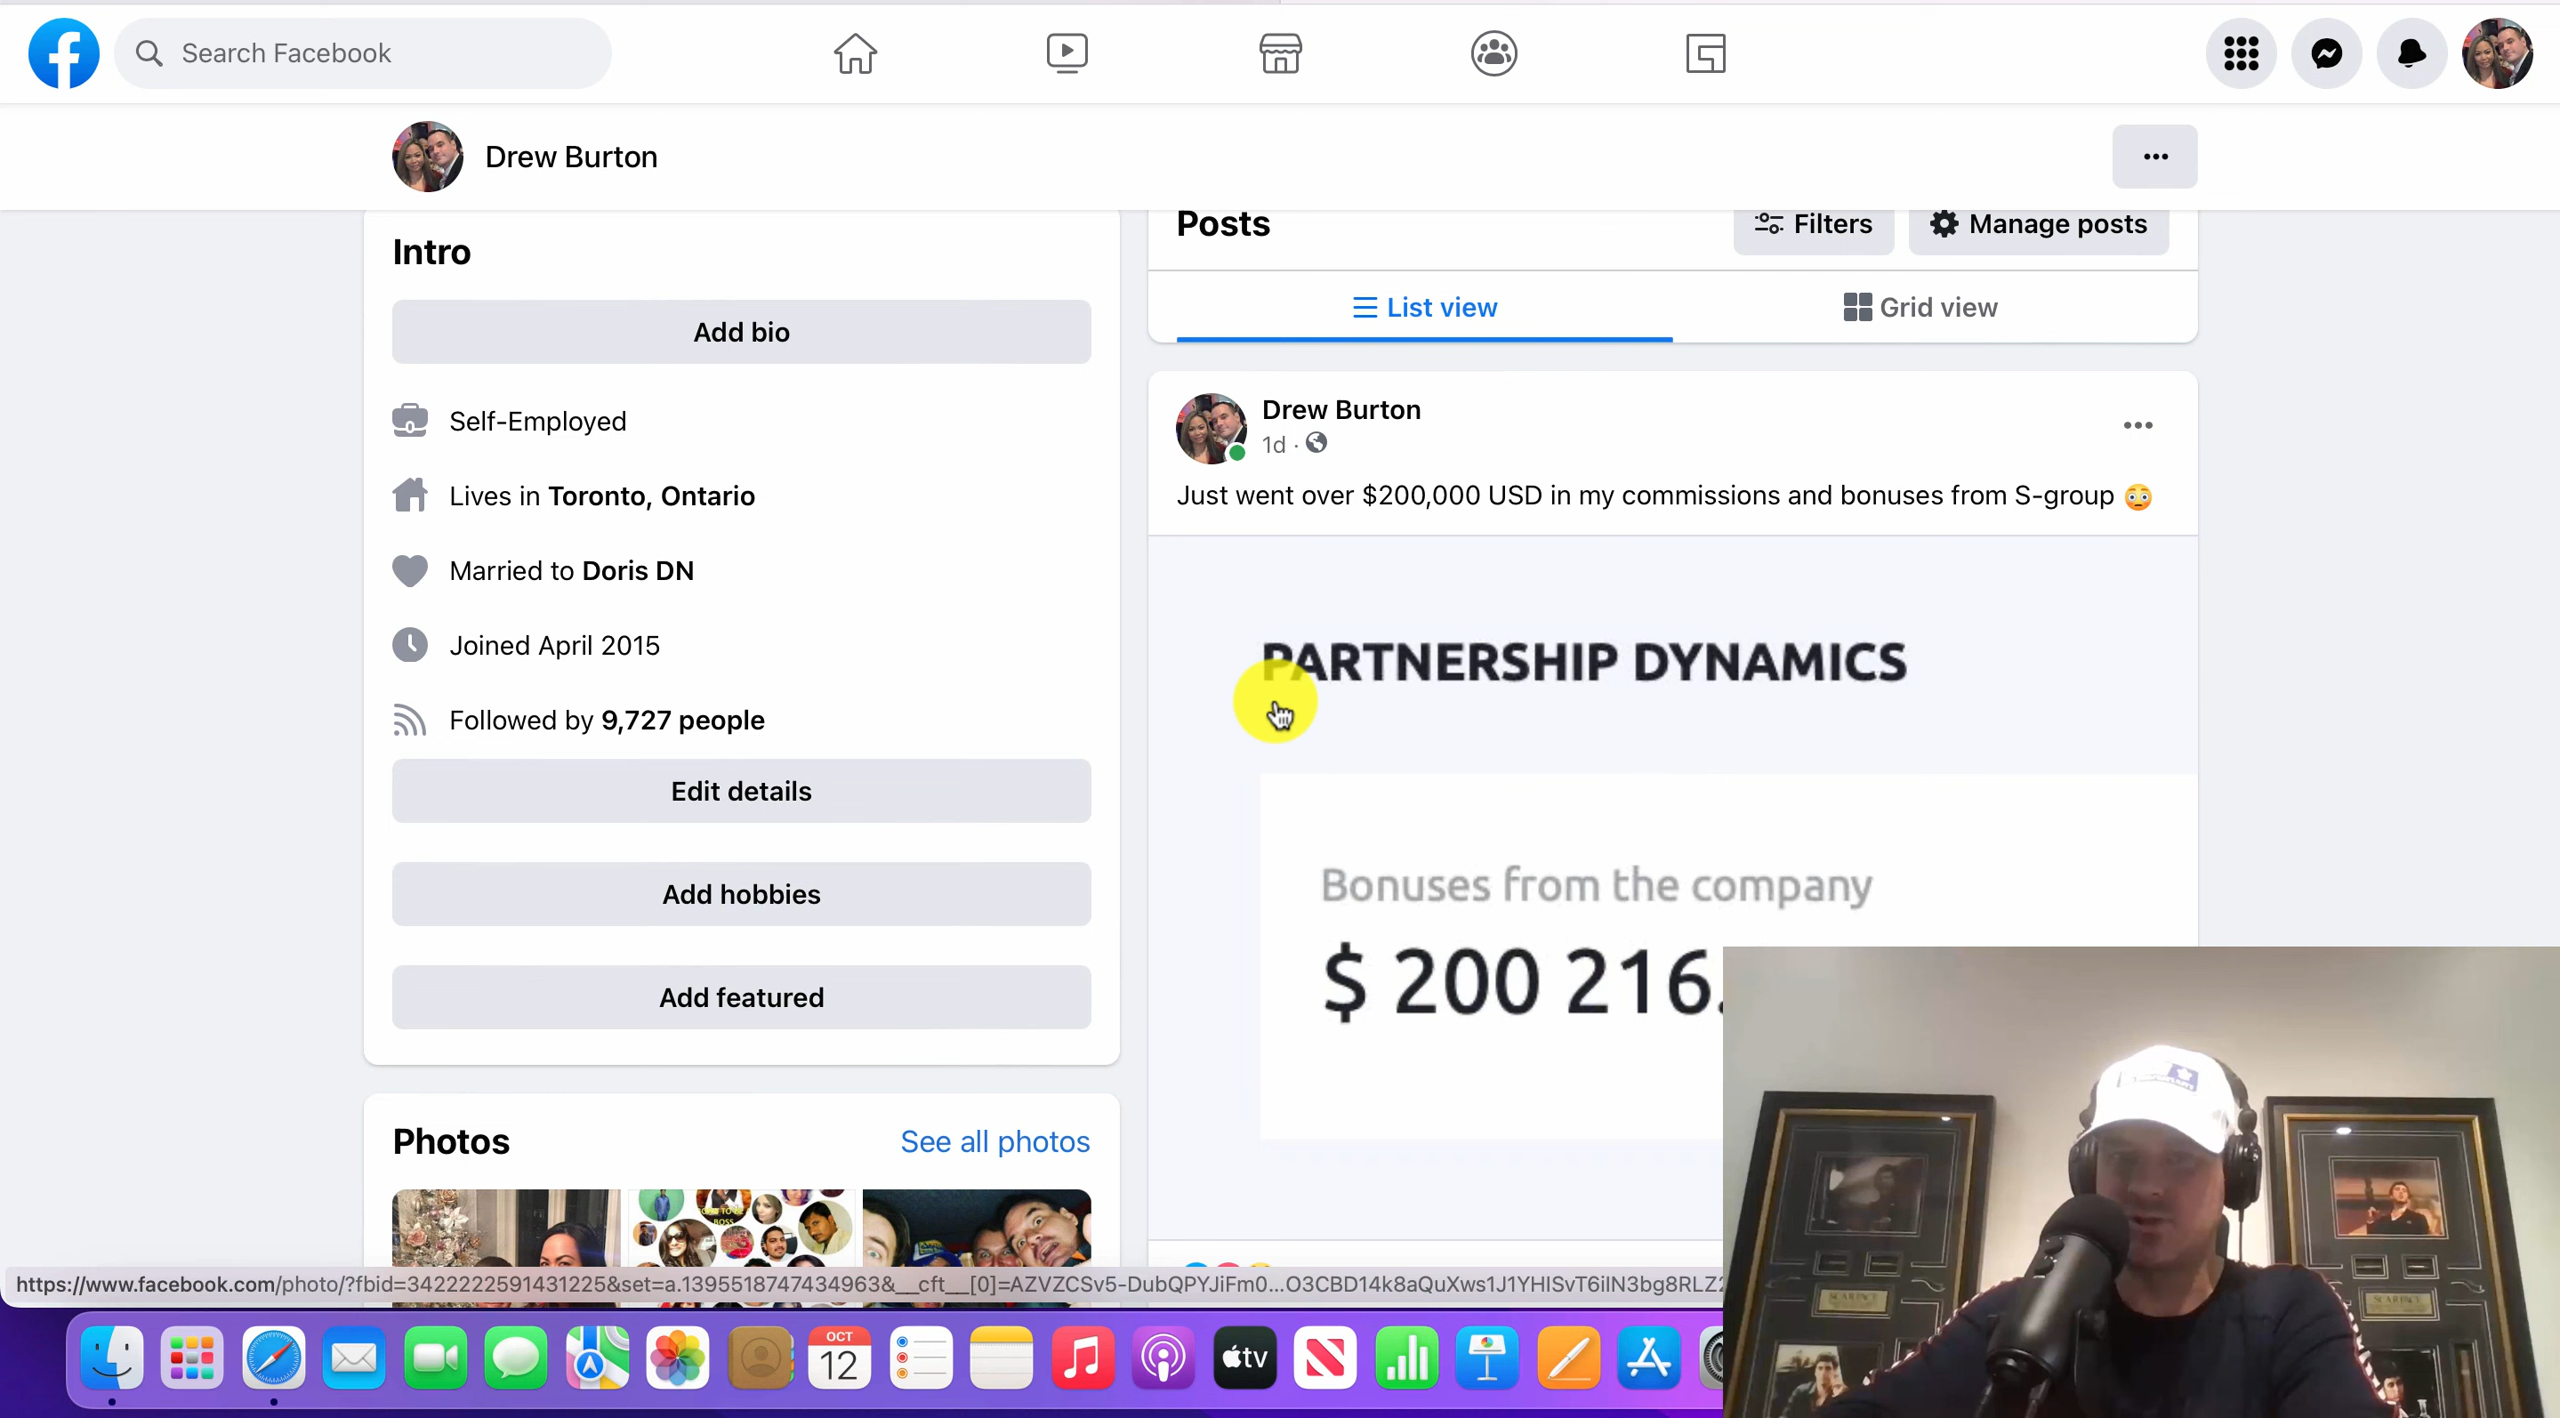 Search Facebook
Drew Burton
Intro
Add bio
Self-Employed
Lives in Toronto, Ontario
Married to Doris DN
Joined April 2015
Followed by 9,727 people
Edit details
Add hobbies
Add featured
Photos
See all photos
Posts
Filters
Manage posts
List view
Grid view
Drew Burton
1d ·
Just went over $200,000 USD in my commissions and bonuses from S-group
PARTNERSHIP DYNAMICS
Bonuses from the company
$ 200 216.
https://www.facebook.com/photo/?fbid=3422222591431225&set=a.1395518747434963&__cft__[0]=AZVZCSv5-DubQPYJiFm0...O3CBD14k8aQuXws1J1YHISvT6ilN3bg8RLZ2
OCT
12
tv